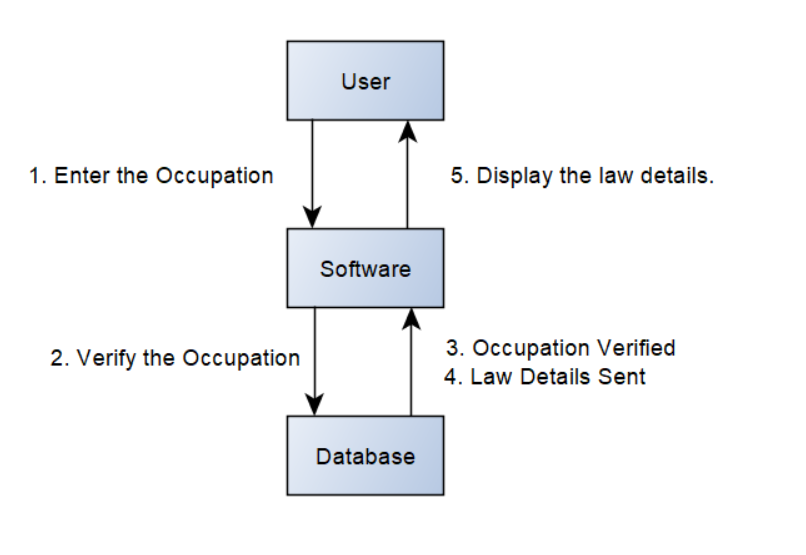 User
1. Enter the Occupation
5. Display the law details.
Software
2. Verify the Occupation
3. Occupation Verified
4. Law Details Sent
Database